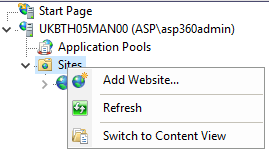 Start Page
UKBTH05MAN00 (ASP\asp360admin)
Application Pools
Sites
Add Website...
Refresh
Switch to Content View